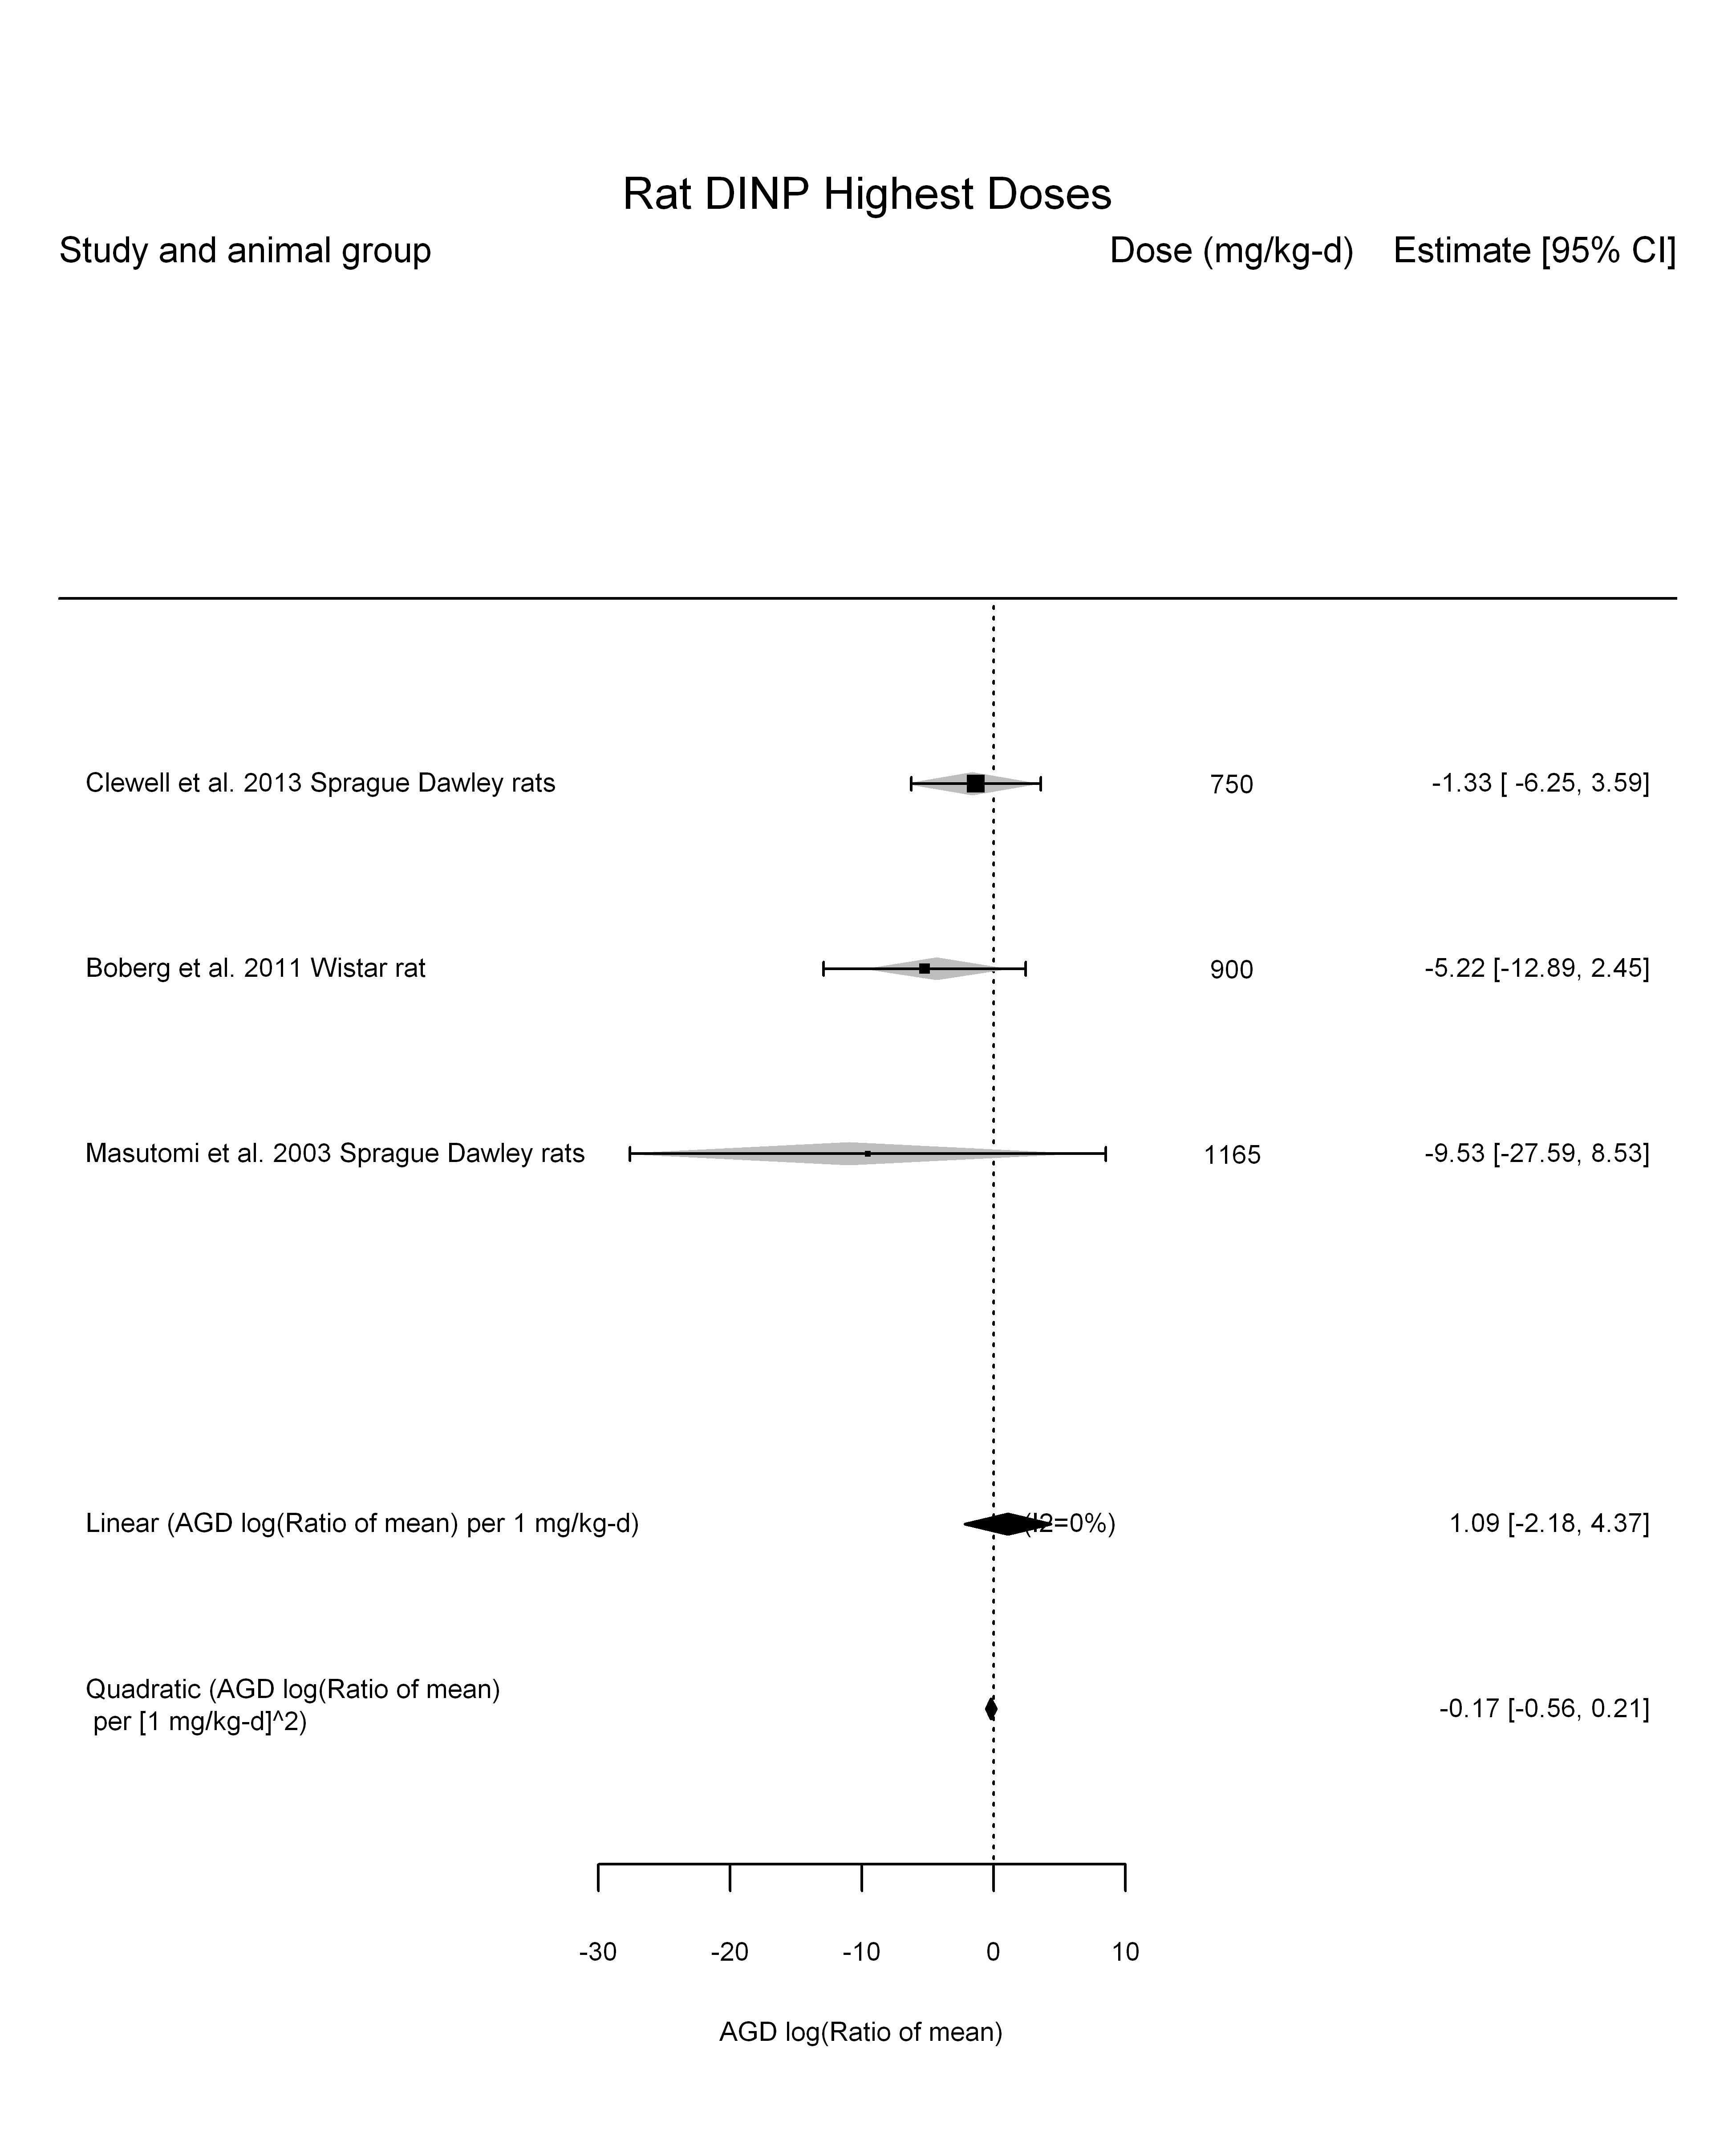 Rat DINP Highest Doses
Study and animal group Dose (mg/kg-d) Estimate [95% CI]
Clewell et al. 2013 Sprague Dawley rats 750 -1.33 [ -6.25, 3.59]
Boberg et al. 2011 Wistar rat 900 -5.22 [-12.89, 2.45]
Masutomi et al. 2003 Sprague Dawley rats 1165 -9.53 [-27.59, 8.53]
Linear (AGD log(Ratio of mean) per 1 mg/kg-d) (I2=0%) 1.09 [-2.18, 4.37]
Quadratic (AGD log(Ratio of mean)
per [1 mg/kg-d]^2) -0.17 [-0.56, 0.21]
-30 -20 -10 0 10
AGD log(Ratio of mean)